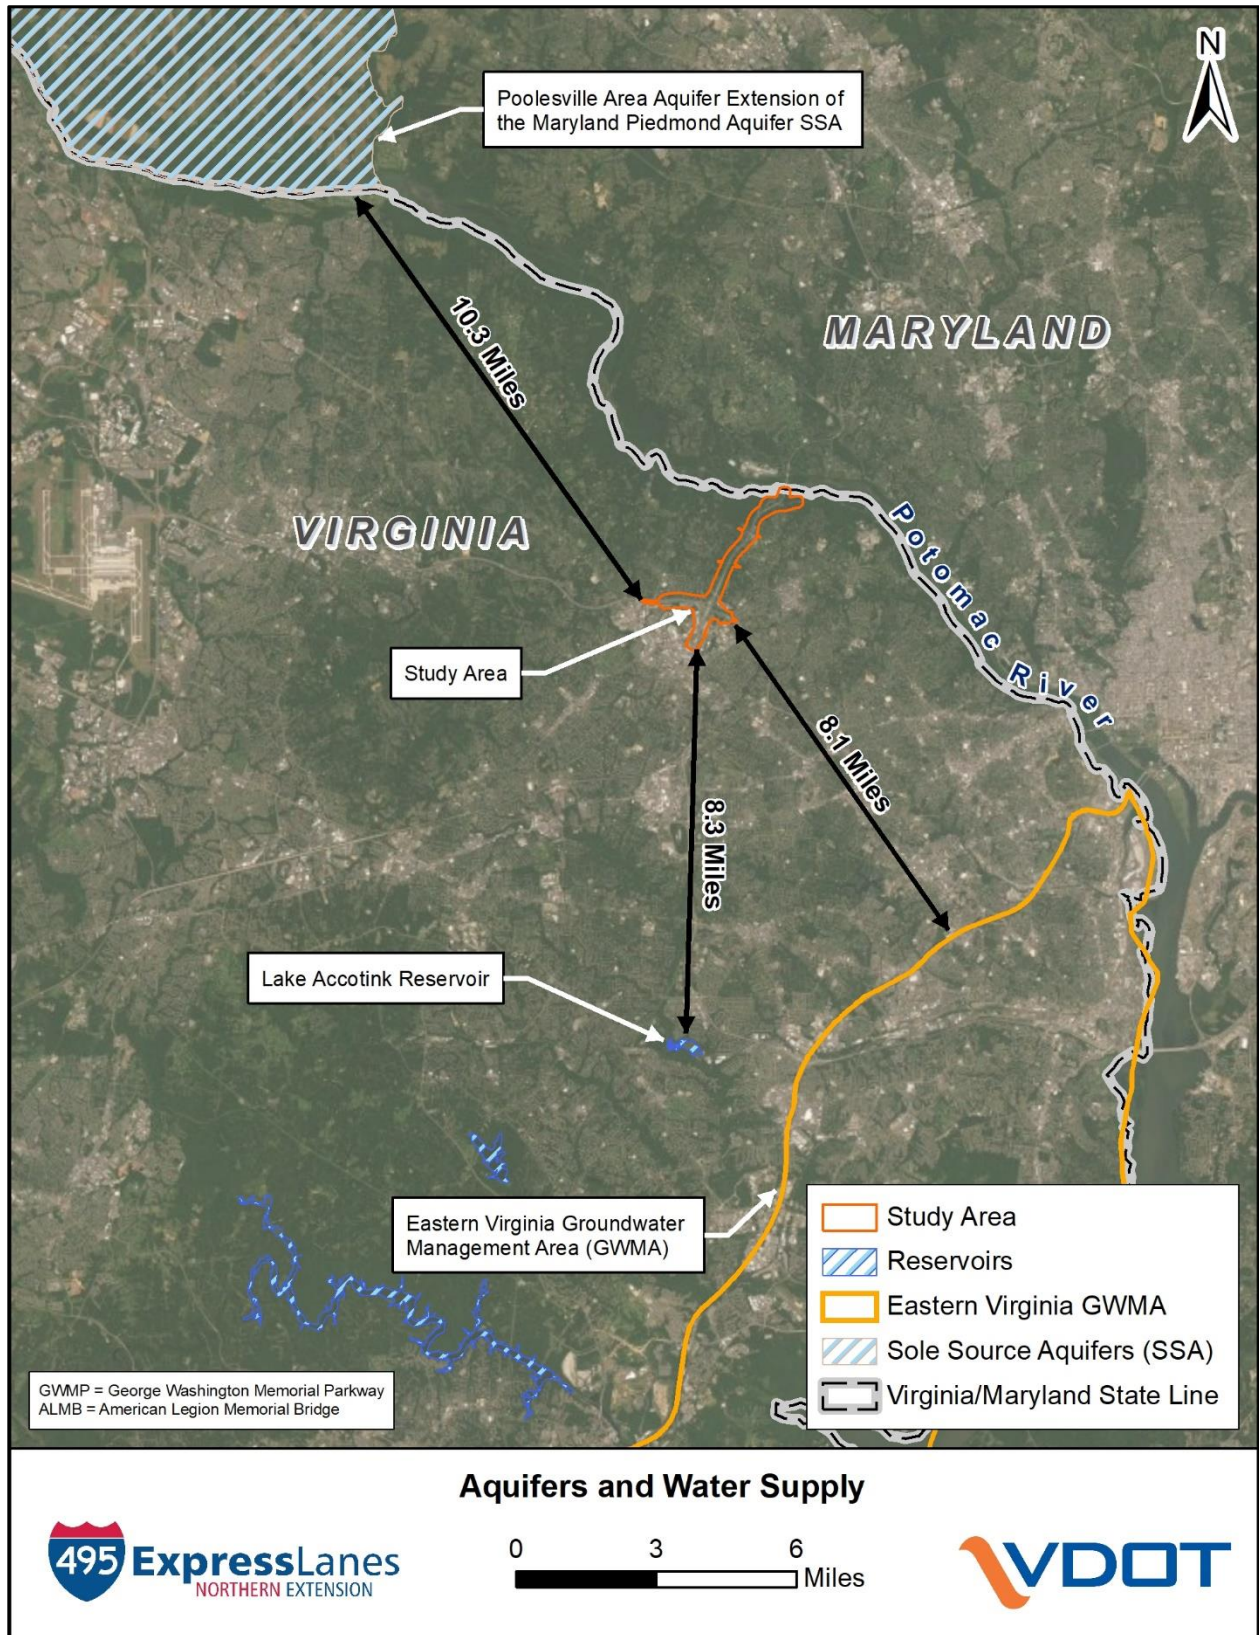 N
Poolesville Area Aquifer Extension of
the Maryland Piedmond Aquifer SSA
10.3 Miles
MARYLAND
VIRGINIA
Potomac River
Study Area
8.1 Miles
8.3 Miles
Lake Accotink Reservoir
Eastern Virginia Groundwater
Management Area (GWMA)
Study Area
Reservoirs
Eastern Virginia GWMA
Sole Source Aquifers (SSA)
Virginia/Maryland State Line
GWMP = George Washington Memorial Parkway
ALMB = American Legion Memorial Bridge
Aquifers and Water Supply
495 ExpressLanes
NORTHERN EXTENSION
0 3 6
Miles
VDOT